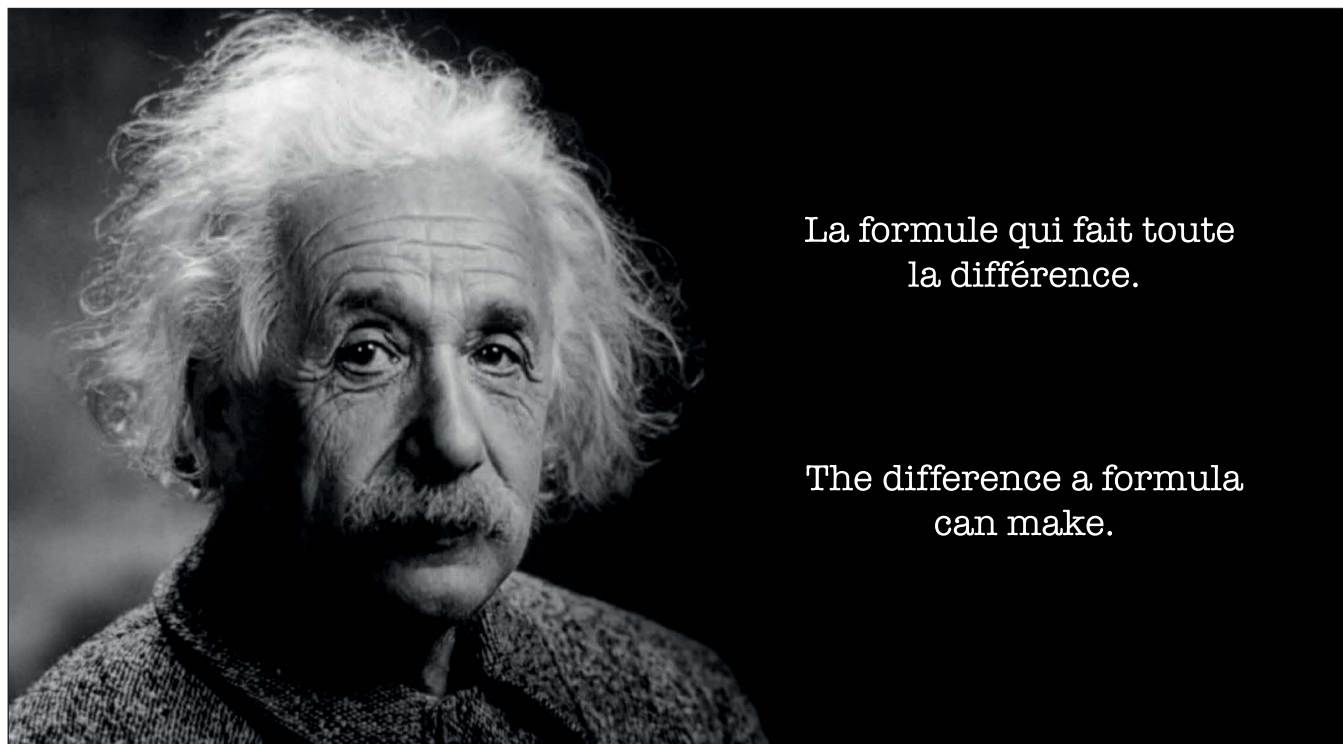 La formule qui fait toute
la différence.
The difference a formula
can make.